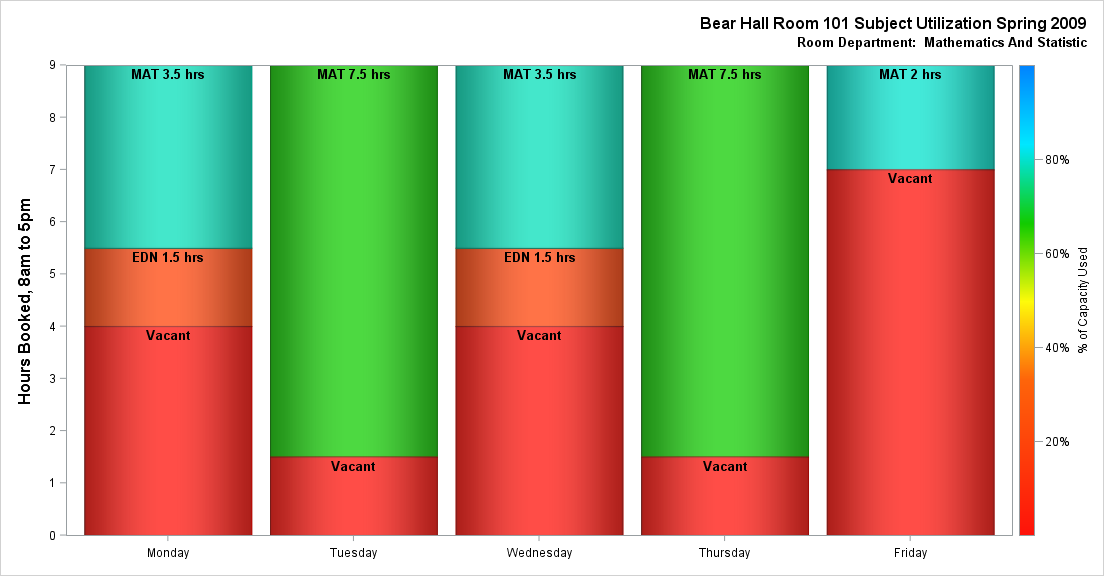 Bear Hall Room 101 Subject Utilization Spring 2009
Room Department:  Mathematics And Statistic
Hours Booked, 8am to 5pm
9
8
7
6
5
4
3
2
1
0
MAT 3.5 hrs
EDN 1.5 hrs
Vacant
MAT 7.5 hrs
Vacant
MAT 3.5 hrs
EDN 1.5 hrs
Vacant
MAT 7.5 hrs
Vacant
MAT 2 hrs
Vacant
Monday
Tuesday
Wednesday
Thursday
Friday
80%
60%
40%
20%
% of Capacity Used